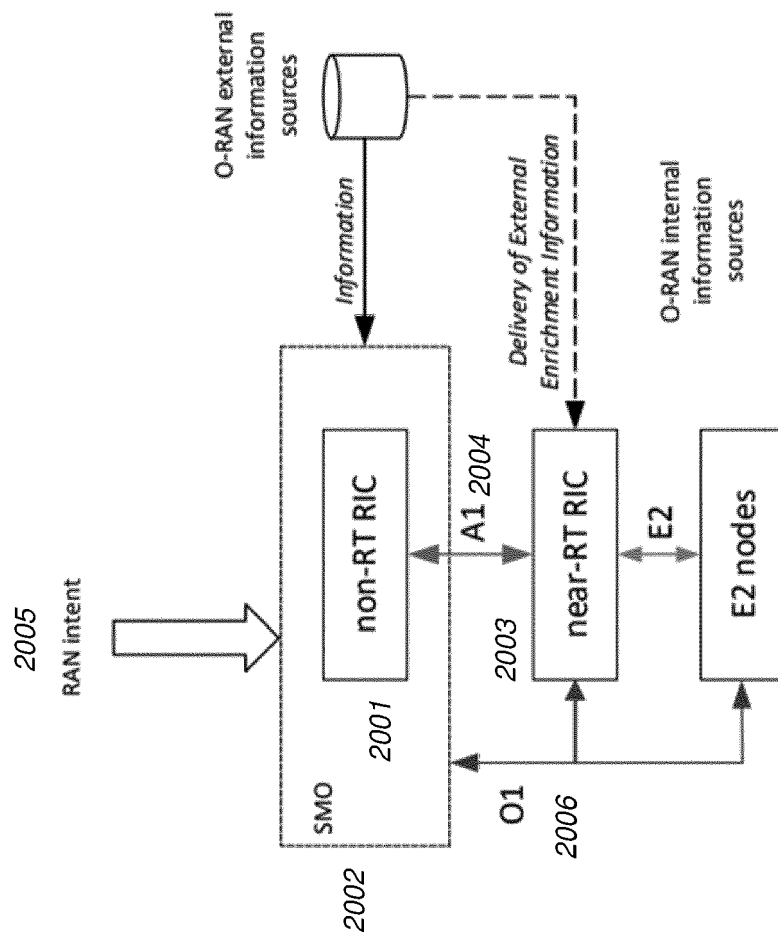 2005
RAN intent
O-RAN external
information
sources
Information
SMO
2002
non-RT RIC
2001
A1
2004
Delivery of External
Enrichment Information
O1
2006
2003
near-RT RIC
E2
O-RAN internal
information
sources
E2 nodes